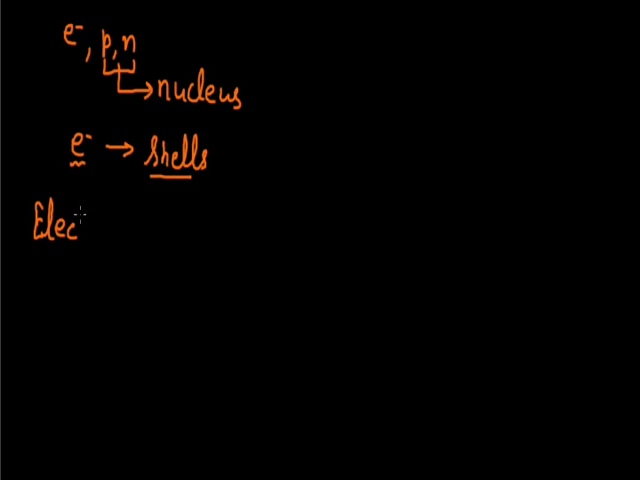 e⁻, p, n
→ nucleus
e⁻ → shells
Elec